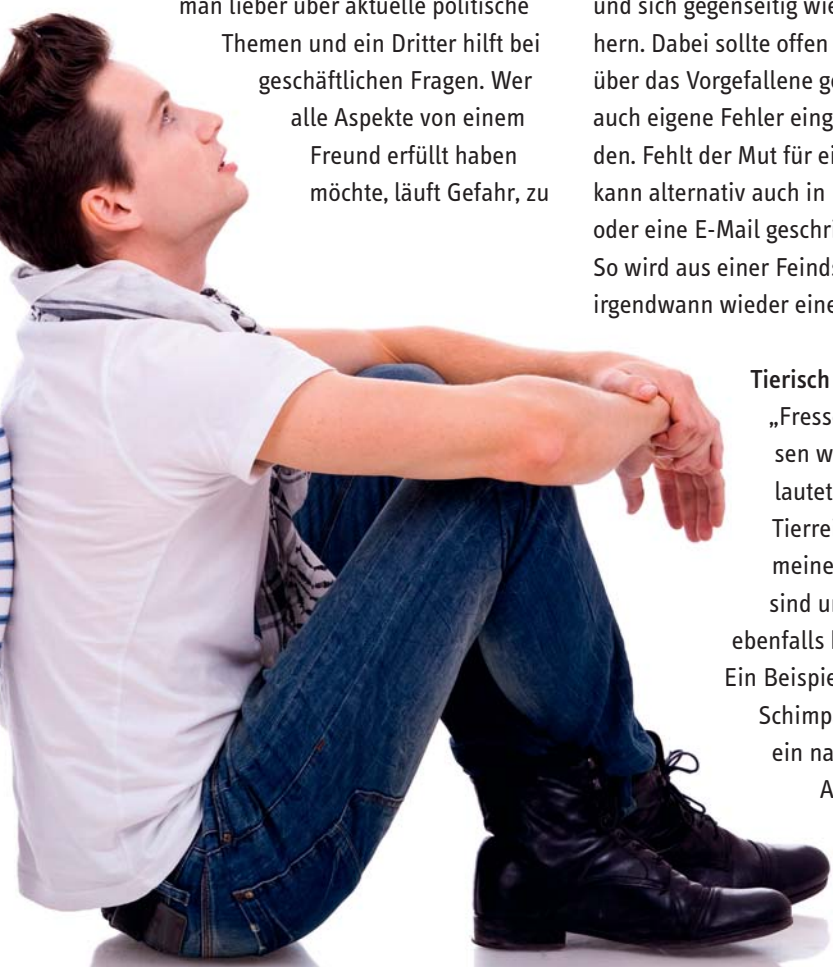 man lieber über aktuelle politische
Themen und ein Dritter hilft bei
geschäftlichen Fragen. Wer
alle Aspekte von einem
Freund erfüllt haben
möchte, läuft Gefahr, zu
und sich gegenseitig wie
hern. Dabei sollte offen
über das Vorgefallene ge
auch eigene Fehler eing
den. Fehlt der Mut für ei
kann alternativ auch in
oder eine E-Mail geschri
So wird aus einer Feinds
irgendwann wieder eine
Tierisch
„Fress
sen w
lautet
Tierre
meine
sind u
ebenfalls
Ein Beispie
Schimp
ein na
A